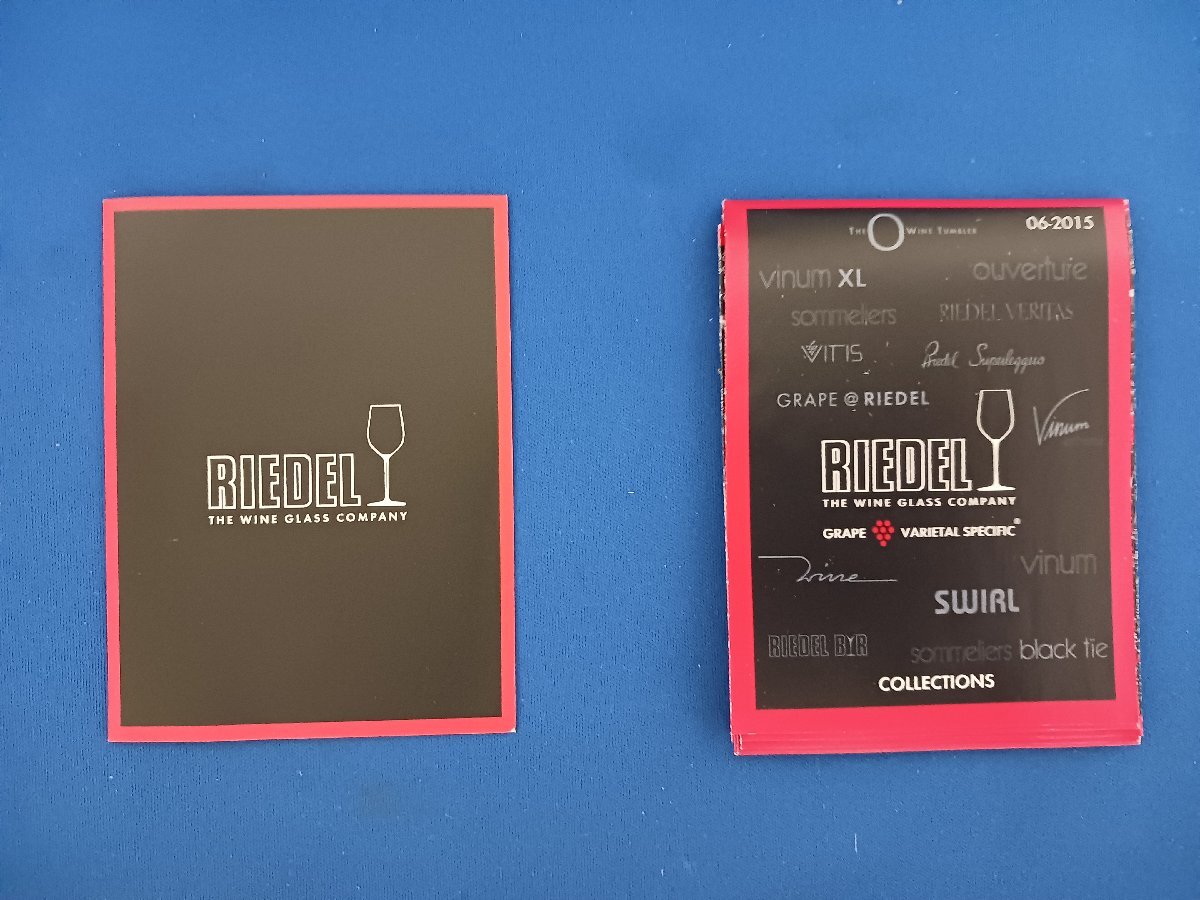 RIEDEL
THE WINE GLASS COMPANY
THE O WINE TUMBLER
06-2015
vinum XL
ouverture
sommeliers
RIEDEL VERITAS
VITIS
Riedel Superleggero
GRAPE @ RIEDEL
Vinum
RIEDEL
THE WINE GLASS COMPANY
GRAPE VARIETAL SPECIFIC®
wine
vinum
SWIRL
RIEDEL BAR
sommeliers black tie
COLLECTIONS